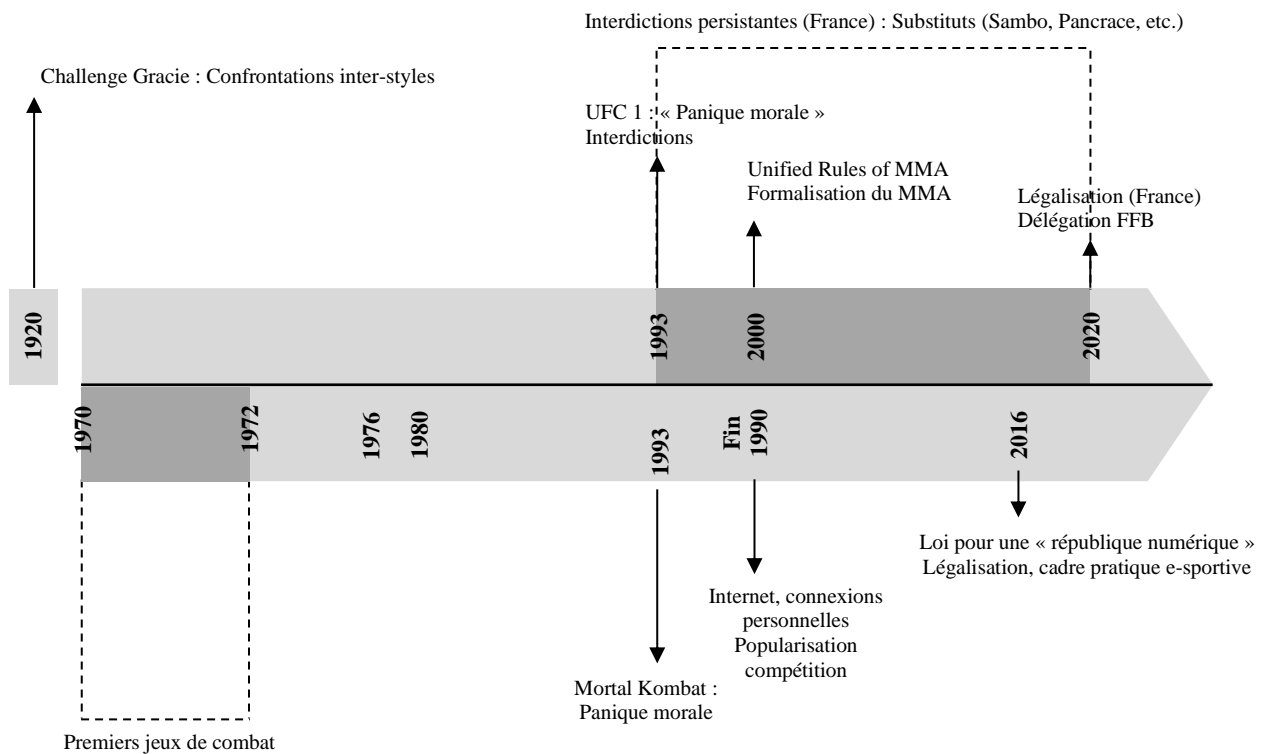 Interdictions persistantes (France) : Substituts (Sambo, Pancrace, etc.)
Challenge Gracie : Confrontations inter-styles
UFC 1 : « Panique morale »
Interdictions
Unified Rules of MMA
Formalisation du MMA
Légalisation (France)
Délégation FFB
1920
1993
2000
2020
1970
1972
1976
1980
1993
Fin
1990
2016
Loi pour une « république numérique »
Légalisation, cadre pratique e-sportive
Internet, connexions
personnelles
Popularisation
compétition
Mortal Kombat :
Panique morale
Premiers jeux de combat